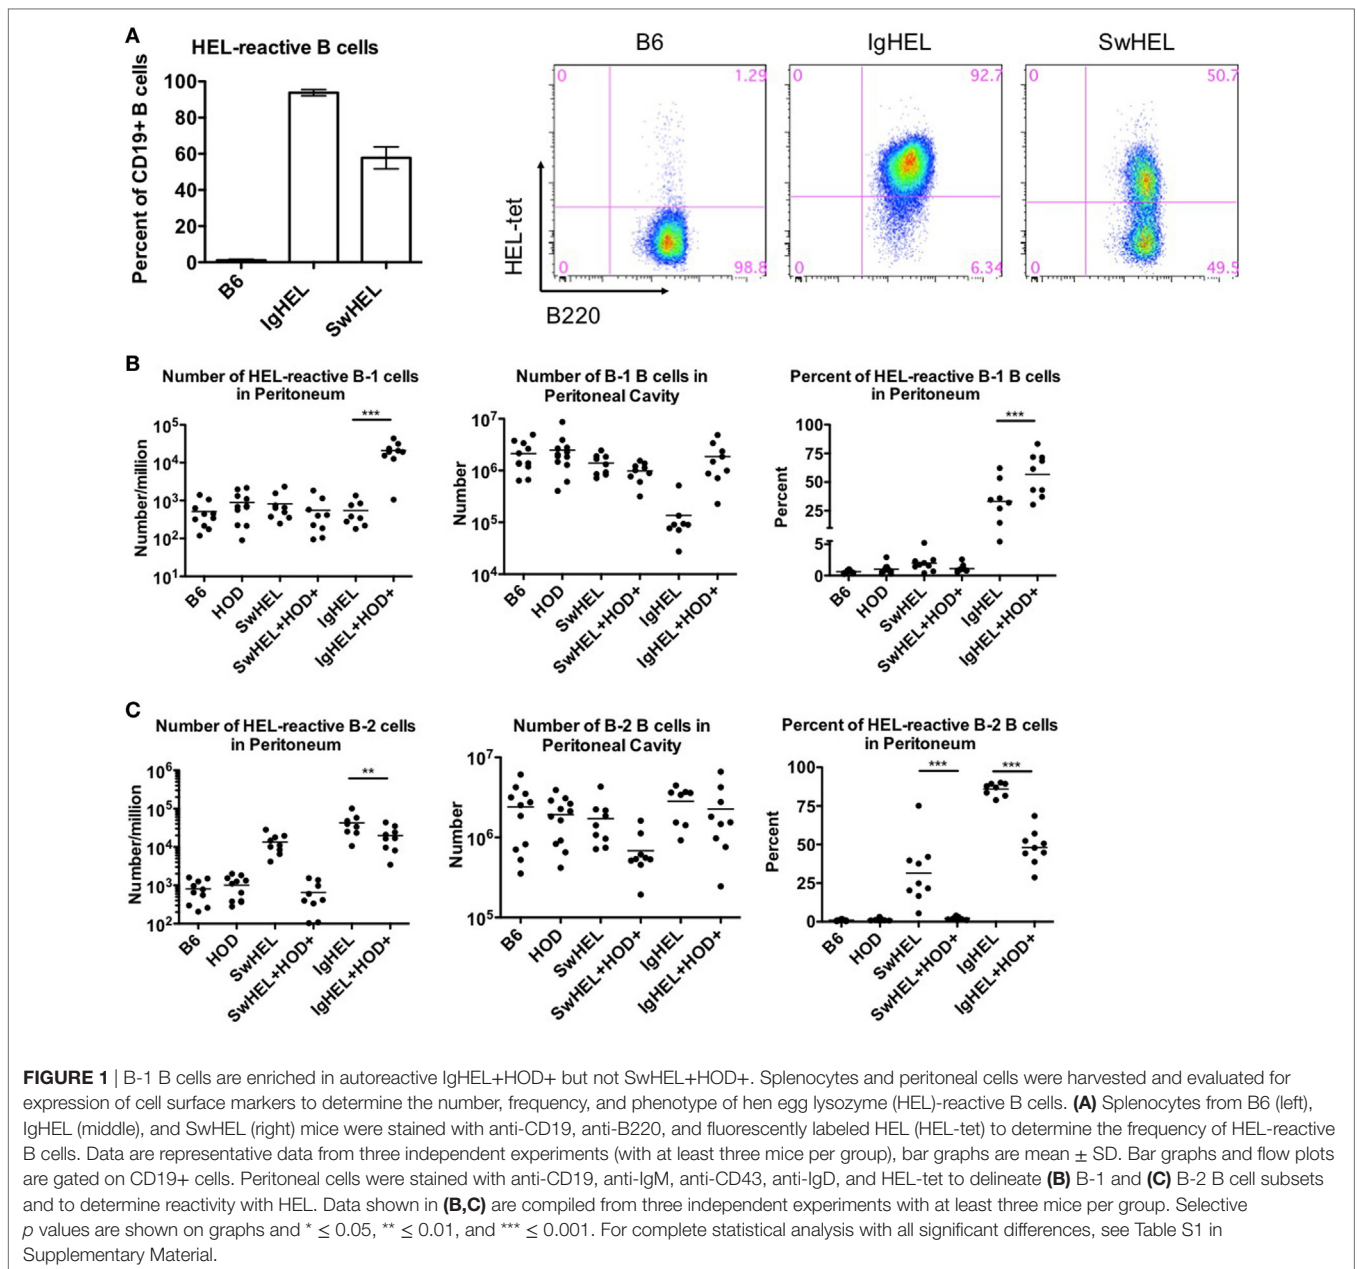 A
HEL-reactive B cells
Percent of CD19+ B cells
100
80
60
40
20
0
B6
IgHEL
SwHEL
B6
IgHEL
SwHEL
0
1.29
0
98.8
0
92.7
0
6.34
0
50.7
0
49.5
HEL-tet
B220
B
Number of HEL-reactive B-1 cells
in Peritoneum
Number/million
10^5
10^4
10^3
10^2
10^1
***
B6
HOD
SwHEL
SwHEL+HOD+
IgHEL
IgHEL+HOD+
Number of B-1 B cells in
Peritoneal Cavity
Number
10^7
10^6
10^5
10^4
B6
HOD
SwHEL
SwHEL+HOD+
IgHEL
IgHEL+HOD+
Percent of HEL-reactive B-1 B cells
in Peritoneum
Percent
100
75
50
25
5
0
***
B6
HOD
SwHEL
SwHEL+HOD+
IgHEL
IgHEL+HOD+
C
Number of HEL-reactive B-2 cells
in Peritoneum
Number/million
10^6
10^5
10^4
10^3
10^2
**
B6
HOD
SwHEL
SwHEL+HOD+
IgHEL
IgHEL+HOD+
Number of B-2 B cells in
Peritoneal Cavity
Number
10^7
10^6
10^5
B6
HOD
SwHEL
SwHEL+HOD+
IgHEL
IgHEL+HOD+
Percent of HEL-reactive B-2 B cells
in Peritoneum
Percent
100
75
50
25
0
***
***
B6
HOD
SwHEL
SwHEL+HOD+
IgHEL
IgHEL+HOD+
FIGURE 1 | B-1 B cells are enriched in autoreactive IgHEL+HOD+ but not SwHEL+HOD+. Splenocytes and peritoneal cells were harvested and evaluated for
expression of cell surface markers to determine the number, frequency, and phenotype of hen egg lysozyme (HEL)-reactive B cells. (A) Splenocytes from B6 (left),
IgHEL (middle), and SwHEL (right) mice were stained with anti-CD19, anti-B220, and fluorescently labeled HEL (HEL-tet) to determine the frequency of HEL-reactive
B cells. Data are representative data from three independent experiments (with at least three mice per group), bar graphs are mean ± SD. Bar graphs and flow plots
are gated on CD19+ cells. Peritoneal cells were stained with anti-CD19, anti-IgM, anti-CD43, anti-IgD, and HEL-tet to delineate (B) B-1 and (C) B-2 B cell subsets
and to determine reactivity with HEL. Data shown in (B,C) are compiled from three independent experiments with at least three mice per group. Selective
p values are shown on graphs and * ≤ 0.05, ** ≤ 0.01, and *** ≤ 0.001. For complete statistical analysis with all significant differences, see Table S1 in
Supplementary Material.